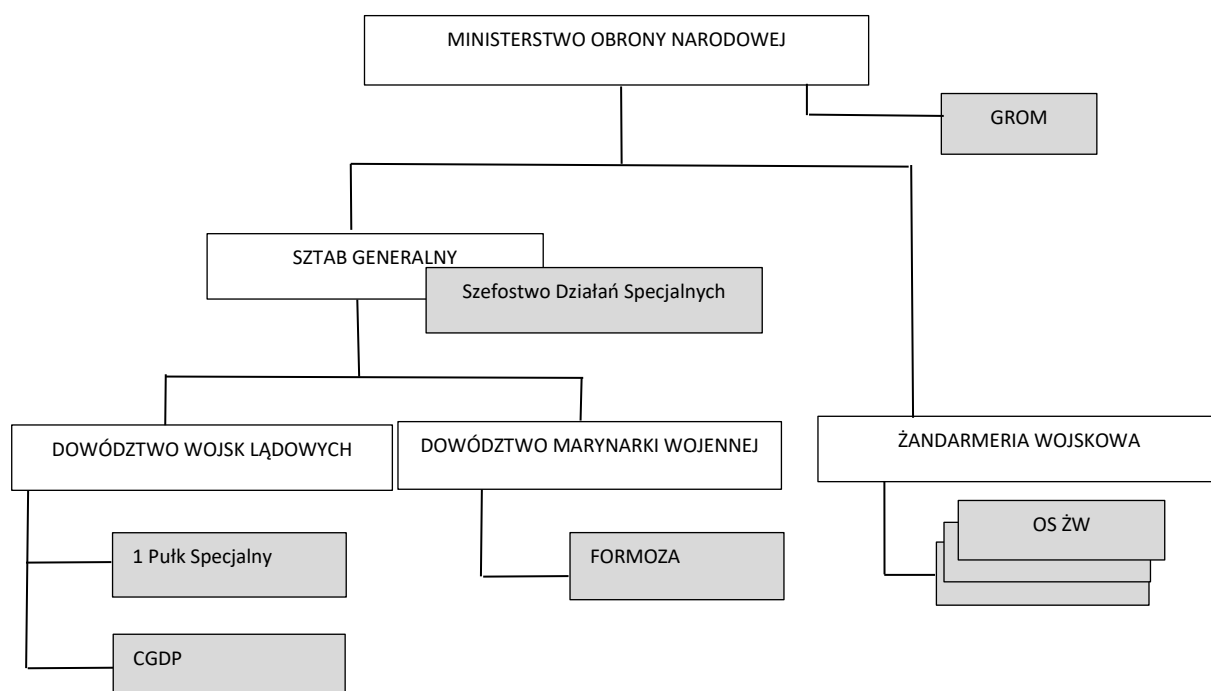 MINISTERSTWO OBRONY NARODOWEJ
GROM
SZTAB GENERALNY
Szefostwo Działań Specjalnych
DOWÓDZTWO WOJSK LĄDOWYCH
DOWÓDZTWO MARYNARKI WOJENNEJ
ŻANDARMERIA WOJSKOWA
1 Pułk Specjalny
FORMOZA
OS ŻW
CGDP